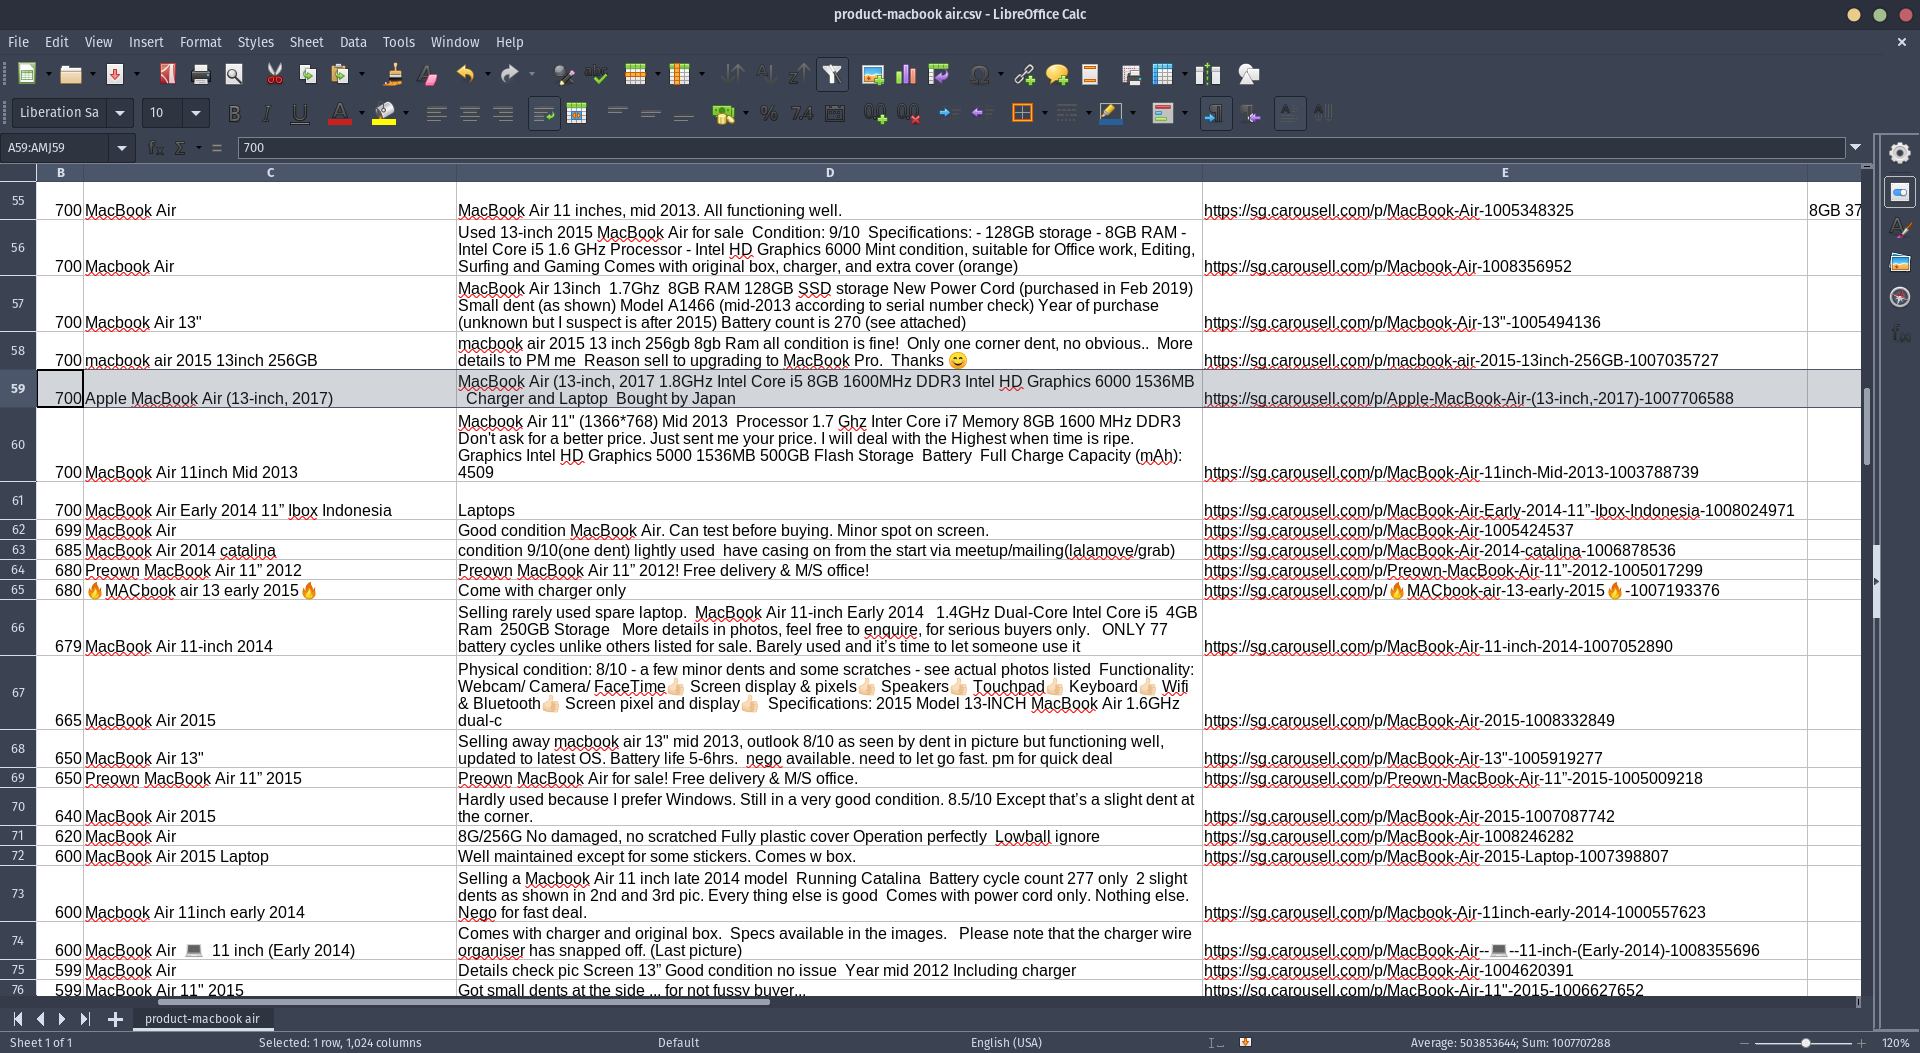 product-macbook air.csv - LibreOffice Calc
File Edit View Insert Format Styles Sheet Data Tools Window Help
Liberation Sa 10
A59:AMJ59 700
B C D E
55 700 MacBook Air MacBook Air 11 inches, mid 2013. All functioning well. https://sg.carousell.com/p/MacBook-Air-1005348325 8GB 37
Used 13-inch 2015 MacBook Air for sale  Condition: 9/10  Specifications: - 128GB storage - 8GB RAM -
Intel Core i5 1.6 GHz Processor - Intel HD Graphics 6000 Mint condition, suitable for Office work, Editing,
56 700 Macbook Air Surfing and Gaming Comes with original box, charger, and extra cover (orange) https://sg.carousell.com/p/Macbook-Air-1008356952
MacBook Air 13inch  1.7Ghz  8GB RAM 128GB SSD storage New Power Cord (purchased in Feb 2019)
Small dent (as shown) Model A1466 (mid-2013 according to serial number check) Year of purchase
57 700 Macbook Air 13" (unknown but I suspect is after 2015) Battery count is 270 (see attached) https://sg.carousell.com/p/Macbook-Air-13"-1005494136
macbook air 2015 13 inch 256gb 8gb Ram all condition is fine!  Only one corner dent, no obvious..  More
58 700 macbook air 2015 13inch 256GB details to PM me  Reason sell to upgrading to MacBook Pro.  Thanks 😊 https://sg.carousell.com/p/macbook-air-2015-13inch-256GB-1007035727
MacBook Air (13-inch, 2017 1.8GHz Intel Core i5 8GB 1600MHz DDR3 Intel HD Graphics 6000 1536MB
59 700 Apple MacBook Air (13-inch, 2017) Charger and Laptop  Bought by Japan https://sg.carousell.com/p/Apple-MacBook-Air-(13-inch,-2017)-1007706588
Macbook Air 11" (1366*768) Mid 2013  Processor 1.7 Ghz Inter Core i7 Memory 8GB 1600 MHz DDR3
Don't ask for a better price. Just sent me your price. I will deal with the Highest when time is ripe.
Graphics Intel HD Graphics 5000 1536MB 500GB Flash Storage  Battery  Full Charge Capacity (mAh):
60 700 MacBook Air 11inch Mid 2013 4509 https://sg.carousell.com/p/MacBook-Air-11inch-Mid-2013-1003788739
61 700 MacBook Air Early 2014 11” Ibox Indonesia Laptops https://sg.carousell.com/p/MacBook-Air-Early-2014-11”-Ibox-Indonesia-1008024971
62 699 MacBook Air Good condition MacBook Air. Can test before buying. Minor spot on screen. https://sg.carousell.com/p/MacBook-Air-1005424537
63 685 MacBook Air 2014 catalina condition 9/10(one dent) lightly used  have casing on from the start via meetup/mailing(lalamove/grab) https://sg.carousell.com/p/MacBook-Air-2014-catalina-1006878536
64 680 Preown MacBook Air 11” 2012 Preown MacBook Air 11” 2012! Free delivery & M/S office! https://sg.carousell.com/p/Preown-MacBook-Air-11”-2012-1005017299
65 680 🔥MACbook air 13 early 2015🔥 Come with charger only https://sg.carousell.com/p/🔥MACbook-air-13-early-2015🔥-1007193376
Selling rarely used spare laptop.  MacBook Air 11-inch Early 2014   1.4GHz Dual-Core Intel Core i5  4GB
Ram  250GB Storage   More details in photos, feel free to enquire, for serious buyers only.   ONLY 77
66 679 MacBook Air 11-inch 2014 battery cycles unlike others listed for sale. Barely used and it's time to let someone use it https://sg.carousell.com/p/MacBook-Air-11-inch-2014-1007052890
Physical condition: 8/10 - a few minor dents and some scratches - see actual photos listed  Functionality:
Webcam/ Camera/ FaceTime👍🏻 Screen display & pixels👍🏻 Speakers👍🏻 Touchpad👍🏻 Keyboard👍🏻 Wifi
& Bluetooth👍🏻 Screen pixel and display👍🏻  Specifications: 2015 Model 13-INCH MacBook Air 1.6GHz
67 665 MacBook Air 2015 dual-c https://sg.carousell.com/p/MacBook-Air-2015-1008332849
Selling away macbook air 13" mid 2013, outlook 8/10 as seen by dent in picture but functioning well,
68 650 MacBook Air 13" updated to latest OS. Battery life 5-6hrs.  nego available. need to let go fast. pm for quick deal https://sg.carousell.com/p/MacBook-Air-13"-1005919277
69 650 Preown MacBook Air 11” 2015 Preown MacBook Air for sale! Free delivery & M/S office. https://sg.carousell.com/p/Preown-MacBook-Air-11”-2015-1005009218
Hardly used because I prefer Windows. Still in a very good condition. 8.5/10 Except that’s a slight dent at
70 640 MacBook Air 2015 the corner. https://sg.carousell.com/p/MacBook-Air-2015-1007087742
71 620 MacBook Air 8G/256G No damaged, no scratched Fully plastic cover Operation perfectly  Lowball ignore https://sg.carousell.com/p/MacBook-Air-1008246282
72 600 MacBook Air 2015 Laptop Well maintained except for some stickers. Comes w box. https://sg.carousell.com/p/MacBook-Air-2015-Laptop-1007398807
Selling a Macbook Air 11 inch late 2014 model  Running Catalina  Battery cycle count 277 only  2 slight
dents as shown in 2nd and 3rd pic. Every thing else is good  Comes with power cord only. Nothing else.
73 600 Macbook Air 11inch early 2014 Nego for fast deal. https://sg.carousell.com/p/Macbook-Air-11inch-early-2014-1000557623
Comes with charger and original box.  Specs available in the images.   Please note that the charger wire
74 600 MacBook Air 💻 11 inch (Early 2014) organiser has snapped off. (Last picture) https://sg.carousell.com/p/MacBook-Air--💻--11-inch-(Early-2014)-1008355696
75 599 MacBook Air Details check pic Screen 13” Good condition no issue  Year mid 2012 Including charger https://sg.carousell.com/p/MacBook-Air-1004620391
76 599 MacBook Air 11" 2015 Got small dents at the side ... for not fussy buyer... https://sg.carousell.com/p/MacBook-Air-11"-2015-1006627652
product-macbook air
Sheet 1 of 1 Selected: 1 row, 1,024 columns Default English (USA) Average: 503853644; Sum: 1007707288 120%